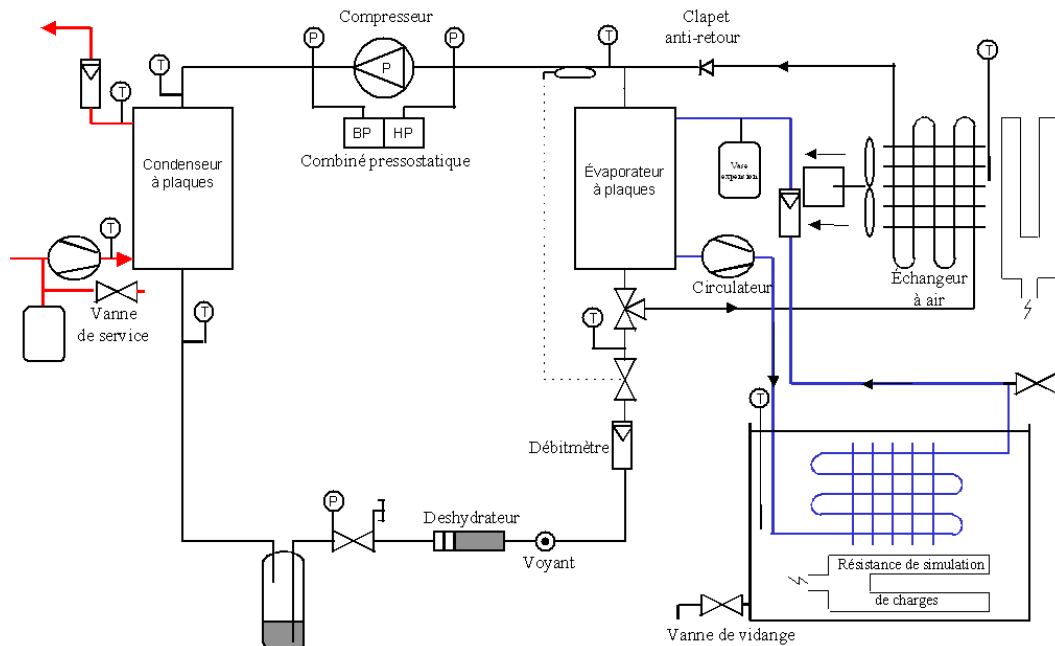 Compresseur
Clapet
anti-retour
P
P
T
T
T
P
T
BP
HP
Combiné pressostatique
Condenseur
à plaques
Évaporateur
à plaques
Vase
expension
T
Circulateur
Échangeur
à air
Vanne
de service
T
T
T
Débitmètre
P
Deshydrateur
Voyant
Résistance de simulation
de charges
Vanne de vidange